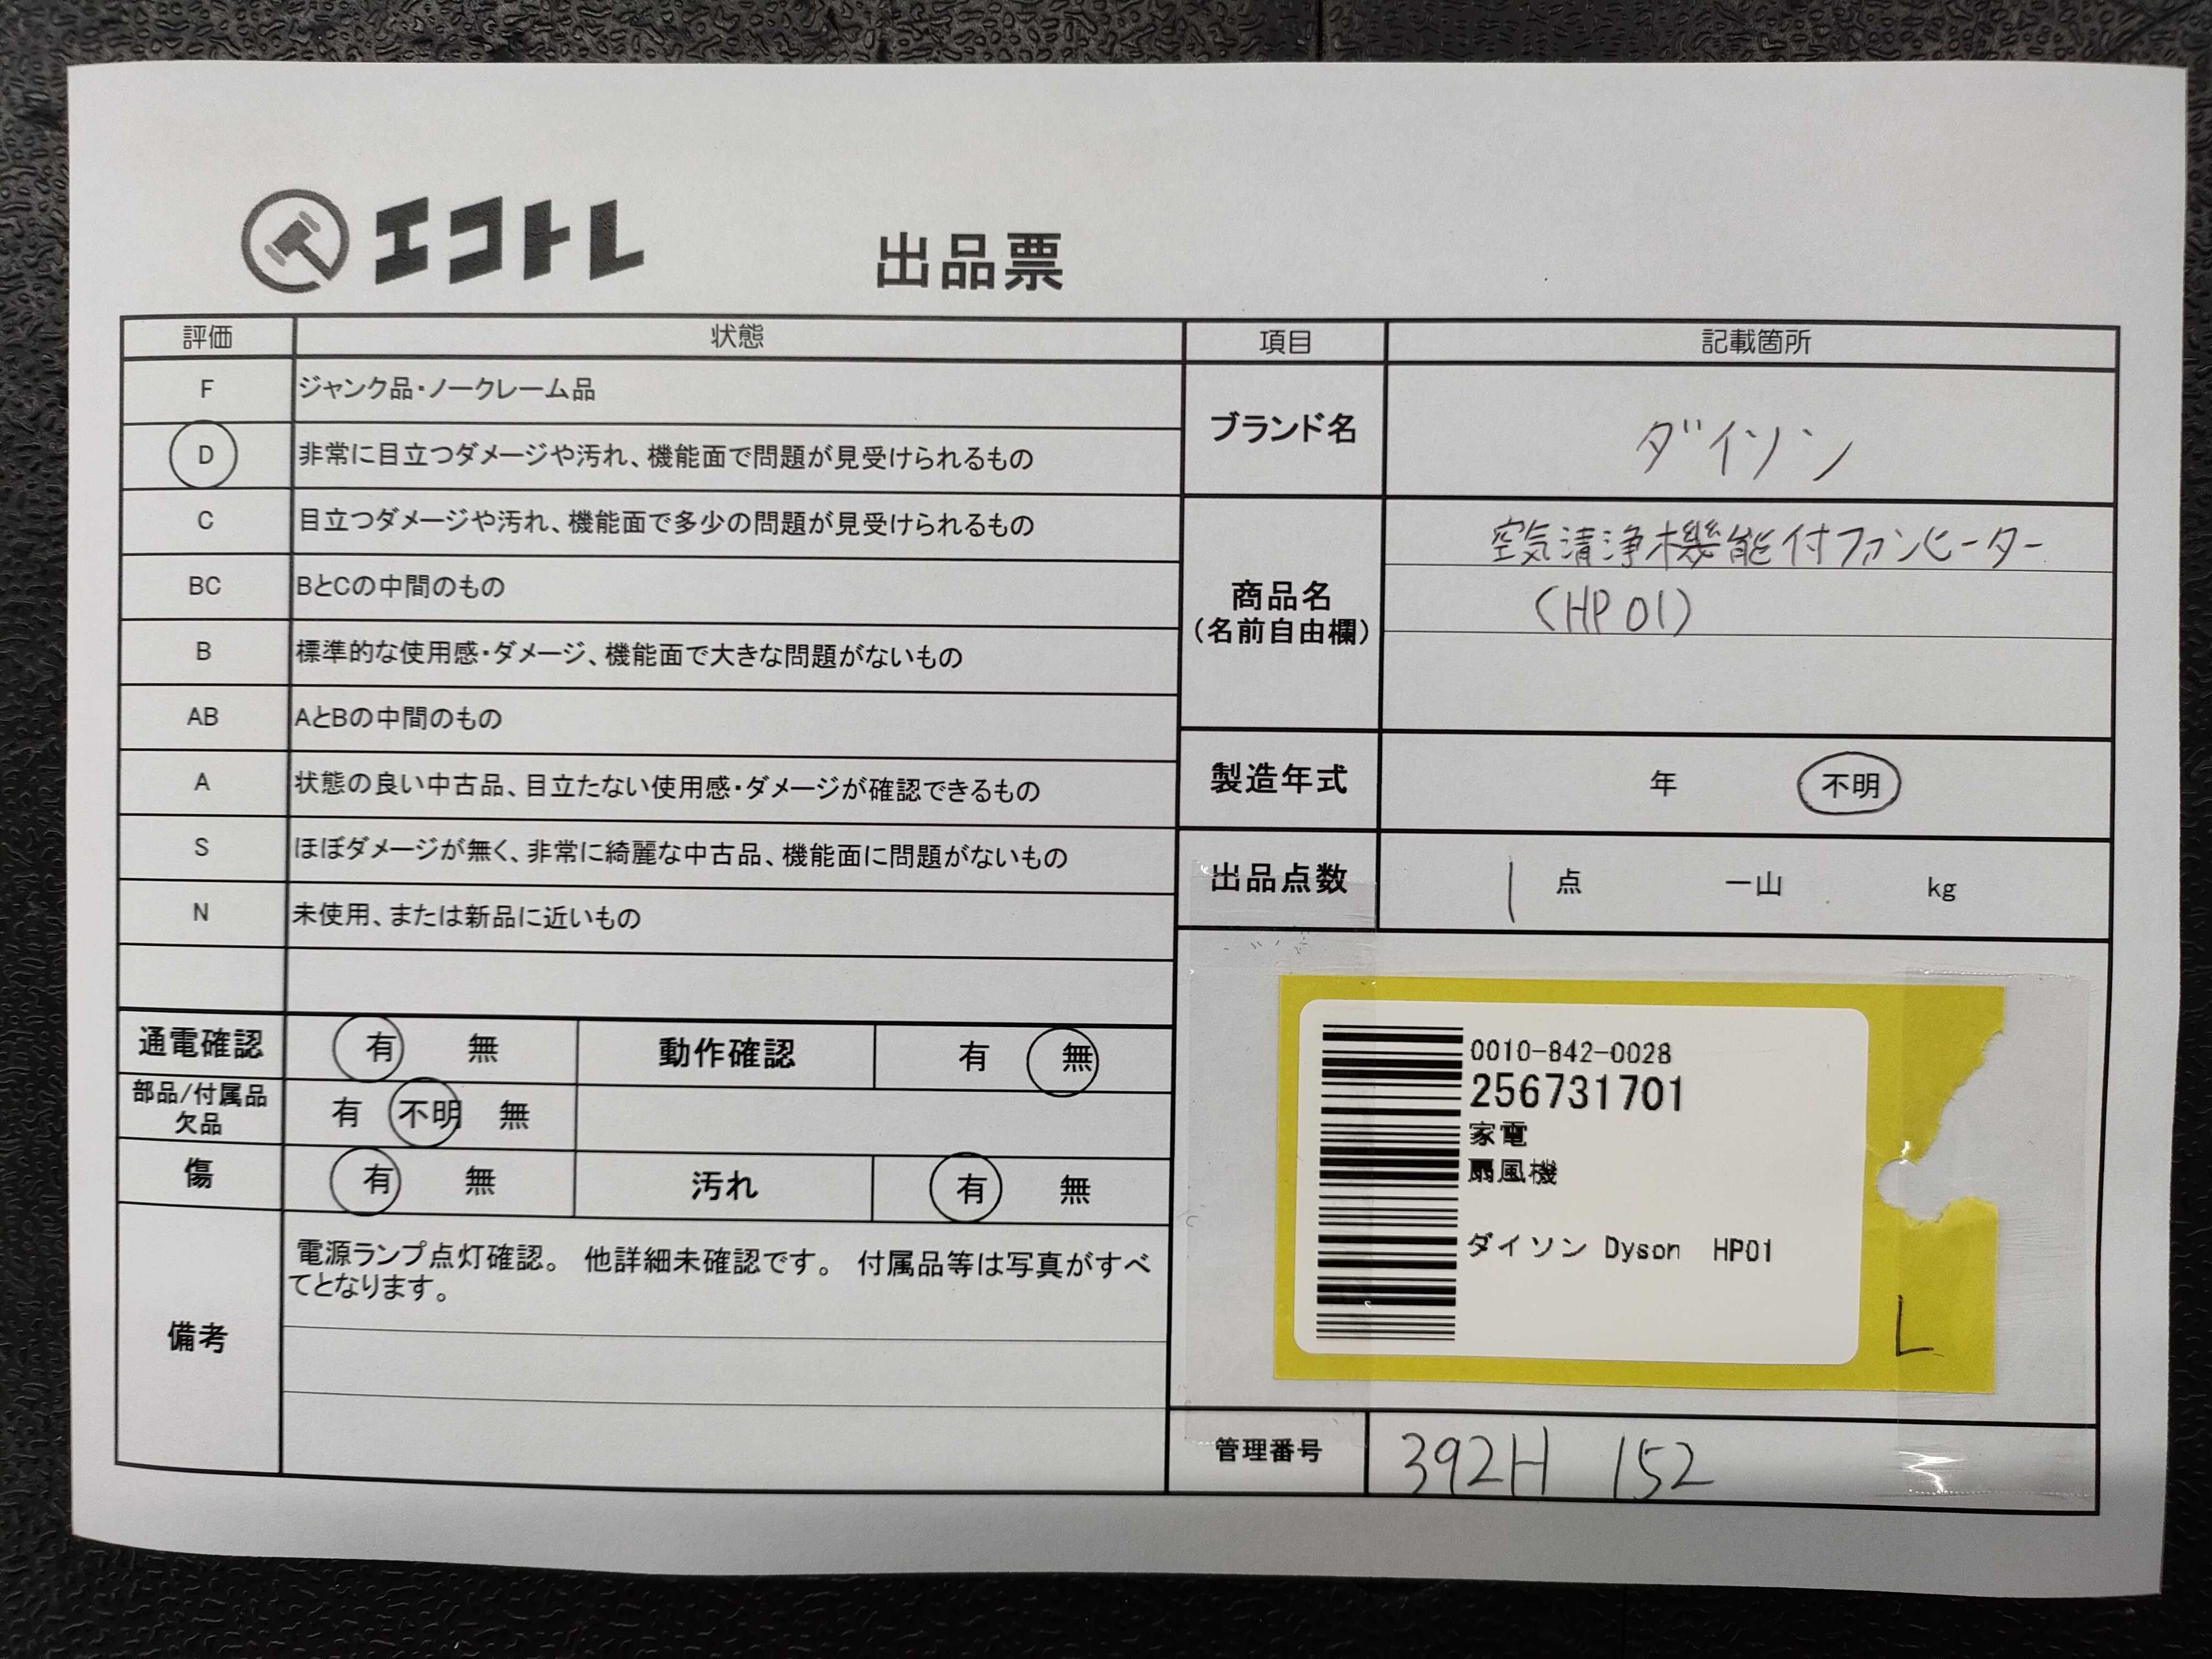 エコトレ
出品票
評価 状態
F ジャンク品・ノークレーム品
D 非常に目立つダメージや汚れ、機能面で問題が見受けられるもの
C 目立つダメージや汚れ、機能面で多少の問題が見受けられるもの
BC BとCの中間のもの
B 標準的な使用感・ダメージ、機能面で大きな問題がないもの
AB AとBの中間のもの
A 状態の良い中古品、目立たない使用感・ダメージが確認できるもの
S ほぼダメージが無く、非常に綺麗な中古品、機能面に問題がないもの
N 未使用、または新品に近いもの
通電確認 有 無 動作確認 有 無
部品/付属品
欠品
有 不明 無
傷 有 無 汚れ 有 無
備考
電源ランプ点灯確認。 他詳細未確認です。 付属品等は写真がすべ
てとなります。
項目 記載箇所
ブランド名 ダイソン
商品名
(名前自由欄)
空気清浄機能付ファンヒーター
(HP01)
製造年式 年 不明
出品点数 1 点 一山 kg
0010-842-0028
256731701
家電
扇風機
ダイソン Dyson HP01
L
管理番号 392H 152